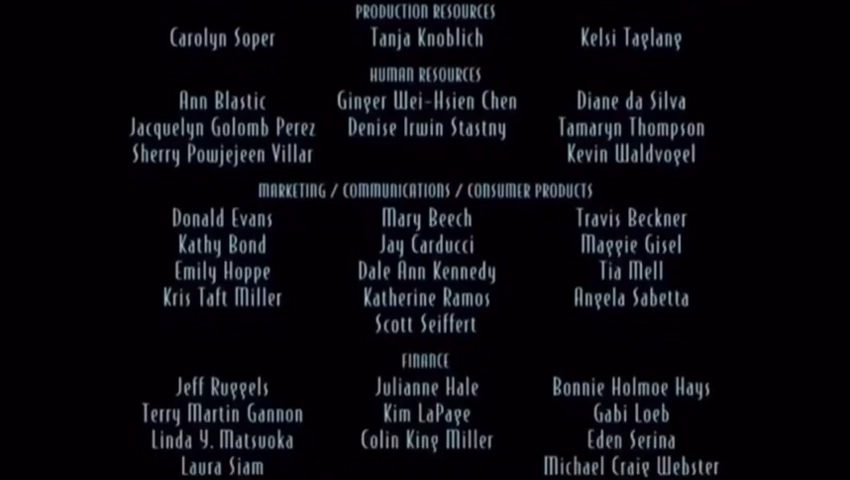 PRODUCTION RESOURCES
Carolyn Soper Tanja Knoblich Kelsi Taglang
HUMAN RESOURCES
Ann Blastic Ginger Wei-Hsien Chen Diane da Silva
Jacquelyn Golomb Perez Denise Irwin Stastny Tamaryn Thompson
Sherry Powjejeen Villar Kevin Waldvogel
MARKETING / COMMUNICATIONS / CONSUMER PRODUCTS
Donald Evans Mary Beech Travis Beckner
Kathy Bond Jay Carducci Maggie Gisel
Emily Hoppe Dale Ann Kennedy Tia Mell
Kris Taft Miller Katherine Ramos Angela Sabetta
Scott Seiffert
FINANCE
Jeff Ruggels Julianne Hale Bonnie Holmoe Hays
Terry Martin Gannon Kim LaPage Gabi Loeb
Linda Y. Matsuoka Colin King Miller Eden Serina
Laura Siam Michael Craig Webster